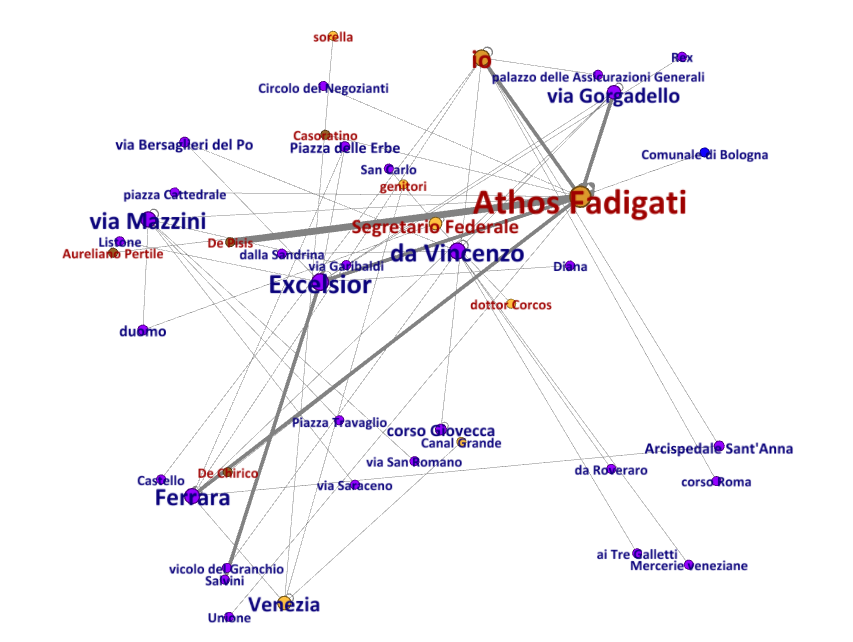 sorella
io
Rex
palazzo delle Assicurazioni Generali
Circolo dei Negozianti
via Gorgadello
Casoratino
via Bersaglieri del Po
Piazza delle Erbe
Comunale di Bologna
San Carlo
genitori
piazza Cattedrale
Athos Fadigati
via Mazzini
Segretario Federale
Listone
De Pisis
Aureliano Pertile
dalla Sandrina
da Vincenzo
via Garibaldi
Diana
Excelsior
dottor Corcos
duomo
Piazza Travaglio
corso Giovecca
Canal Grande
Arcispedale Sant'Anna
via San Romano
da Roveraro
De Chirico
Castello
corso Roma
via Saraceno
Ferrara
ai Tre Galletti
Mercerie veneziane
vicolo del Granchio
Salvini
Venezia
Unione